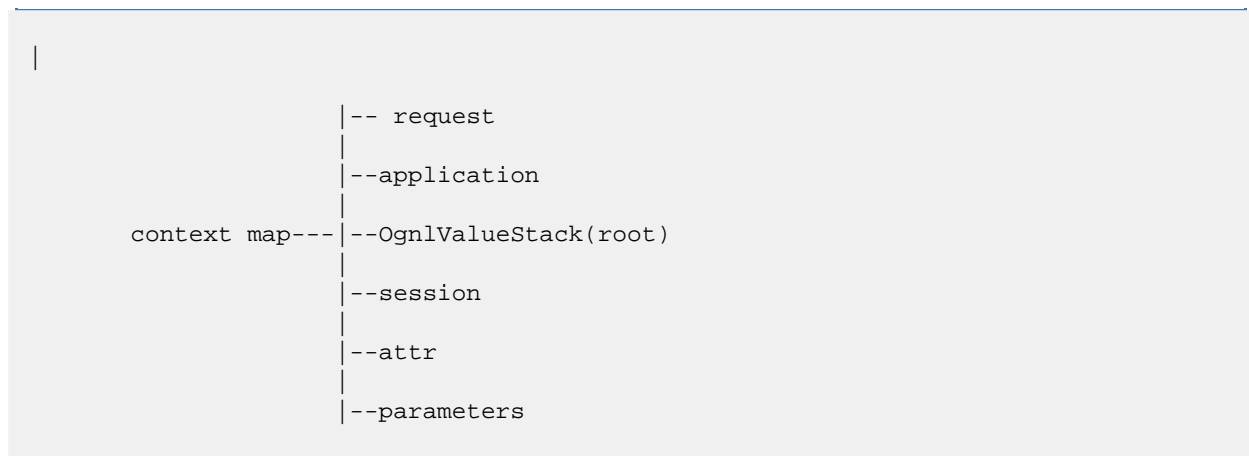 |
|-- request
|
|--application
|
context map---|--OgnlValueStack(root)
|
|--session
|
|--attr
|
|--parameters